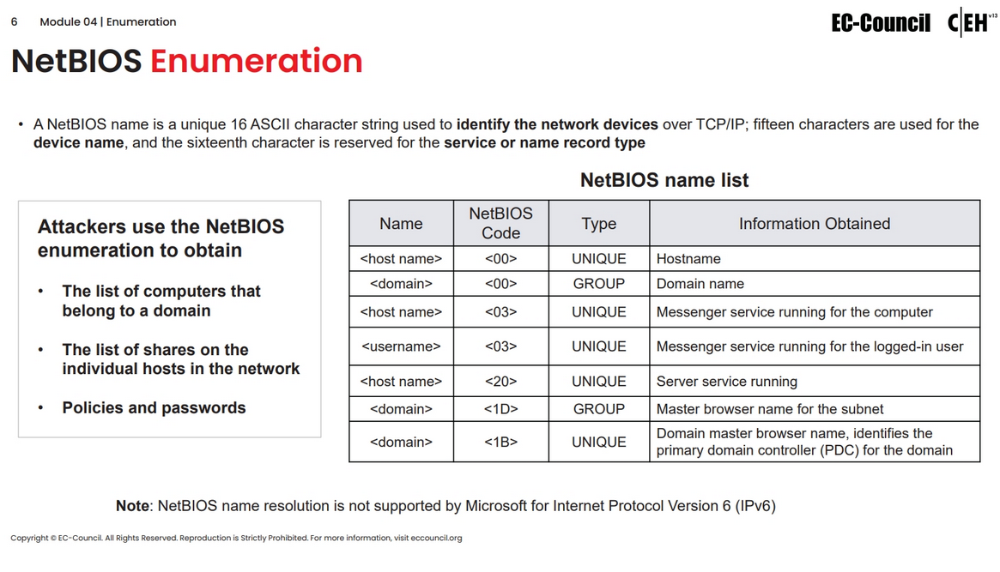 6 Module 04 | Enumeration
EC-Council C|EH v13
NetBIOS Enumeration
• A NetBIOS name is a unique 16 ASCII character string used to identify the network devices over TCP/IP; fifteen characters are used for the
device name, and the sixteenth character is reserved for the service or name record type
Attackers use the NetBIOS
enumeration to obtain
• The list of computers that
belong to a domain
• The list of shares on the
individual hosts in the network
• Policies and passwords
NetBIOS name list
Name NetBIOS Code Type Information Obtained
<host name> <00> UNIQUE Hostname
<domain> <00> GROUP Domain name
<host name> <03> UNIQUE Messenger service running for the computer
<username> <03> UNIQUE Messenger service running for the logged-in user
<host name> <20> UNIQUE Server service running
<domain> <1D> GROUP Master browser name for the subnet
<domain> <1B> UNIQUE Domain master browser name, identifies the
primary domain controller (PDC) for the domain
Note: NetBIOS name resolution is not supported by Microsoft for Internet Protocol Version 6 (IPv6)
Copyright © EC-Council. All Rights Reserved. Reproduction is Strictly Prohibited. For more information, visit eccouncil.org